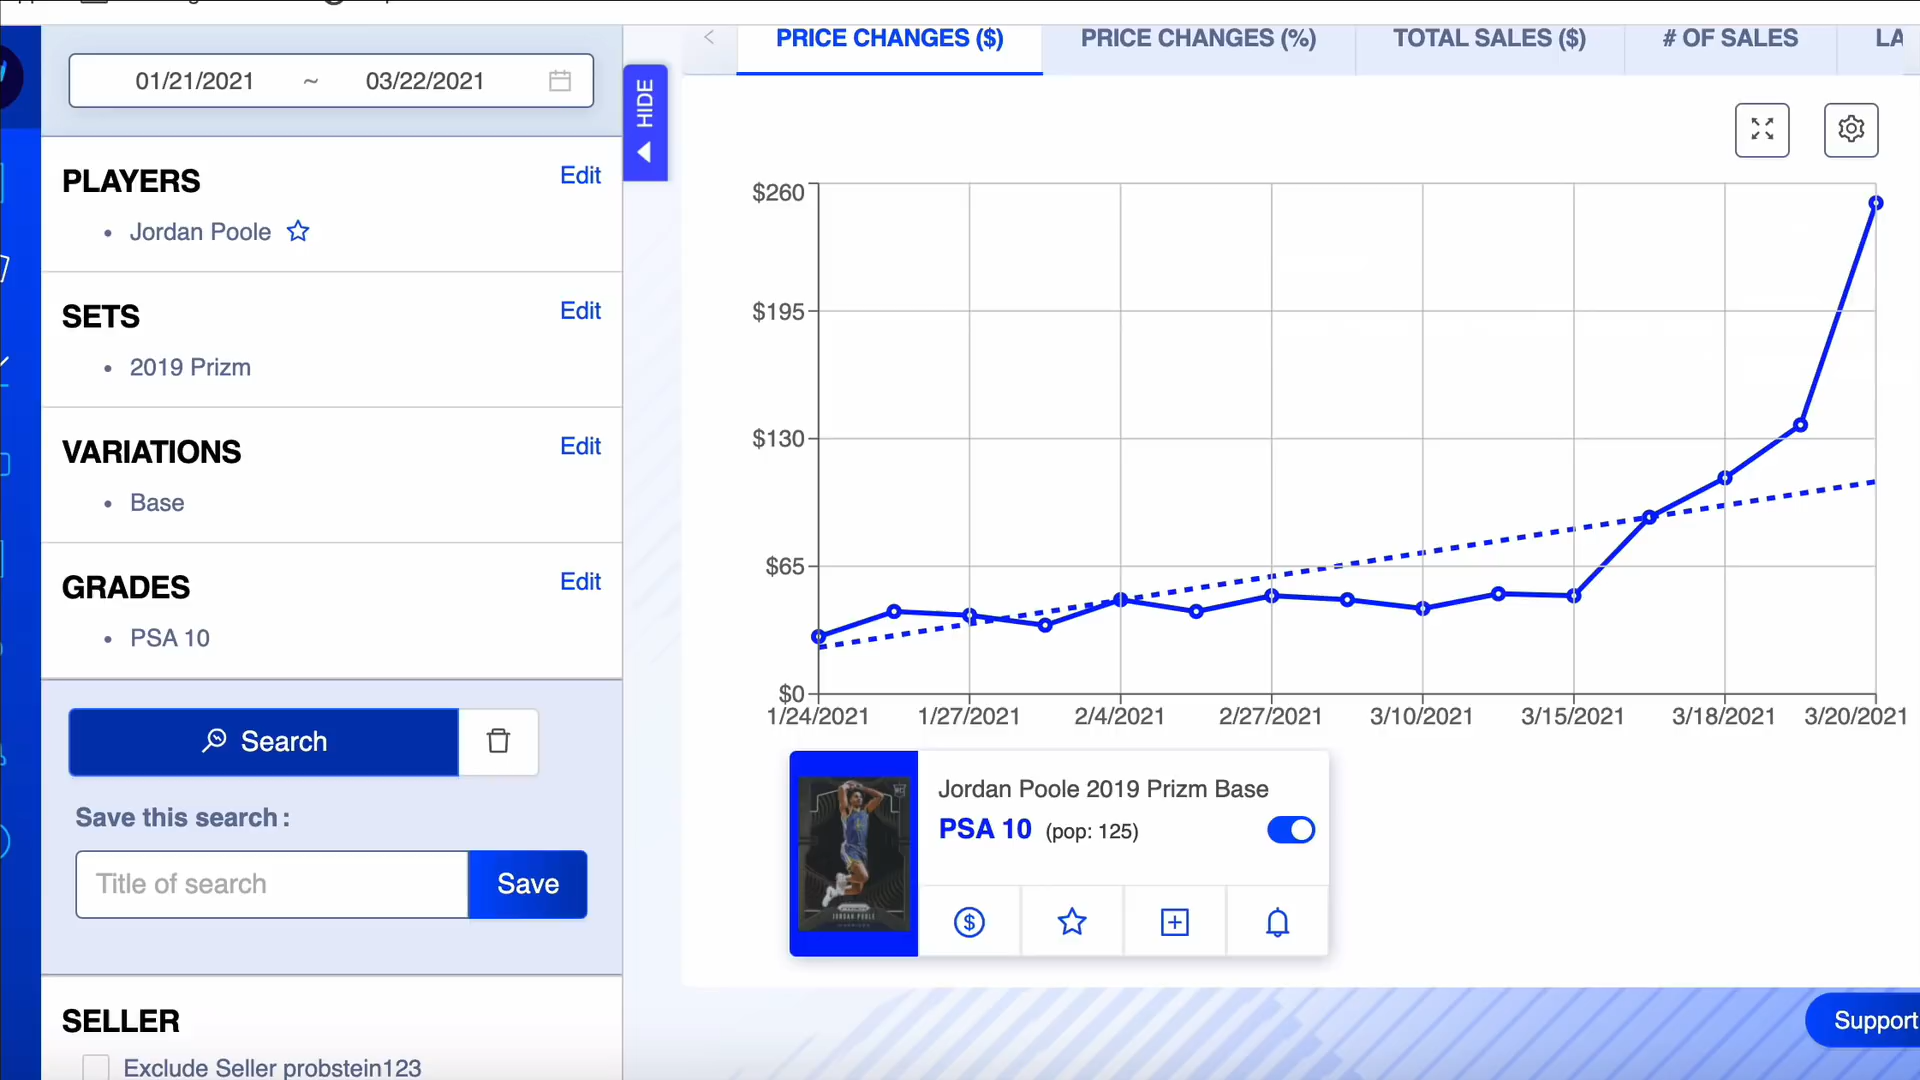 01/21/2021 ~ 03/22/2021
HIDE
PLAYERS Edit
• Jordan Poole
SETS Edit
• 2019 Prizm
VARIATIONS Edit
• Base
GRADES Edit
• PSA 10
Search
Save this search :
Title of search Save
SELLER
Exclude Seller probstein123
< PRICE CHANGES ($) PRICE CHANGES (%) TOTAL SALES ($) # OF SALES LA
$260
$195
$130
$65
$0
1/24/2021 1/27/2021 2/4/2021 2/27/2021 3/10/2021 3/15/2021 3/18/2021 3/20/2021
JORDAN POOLE
Jordan Poole 2019 Prizm Base
PSA 10 (pop: 125)
Support